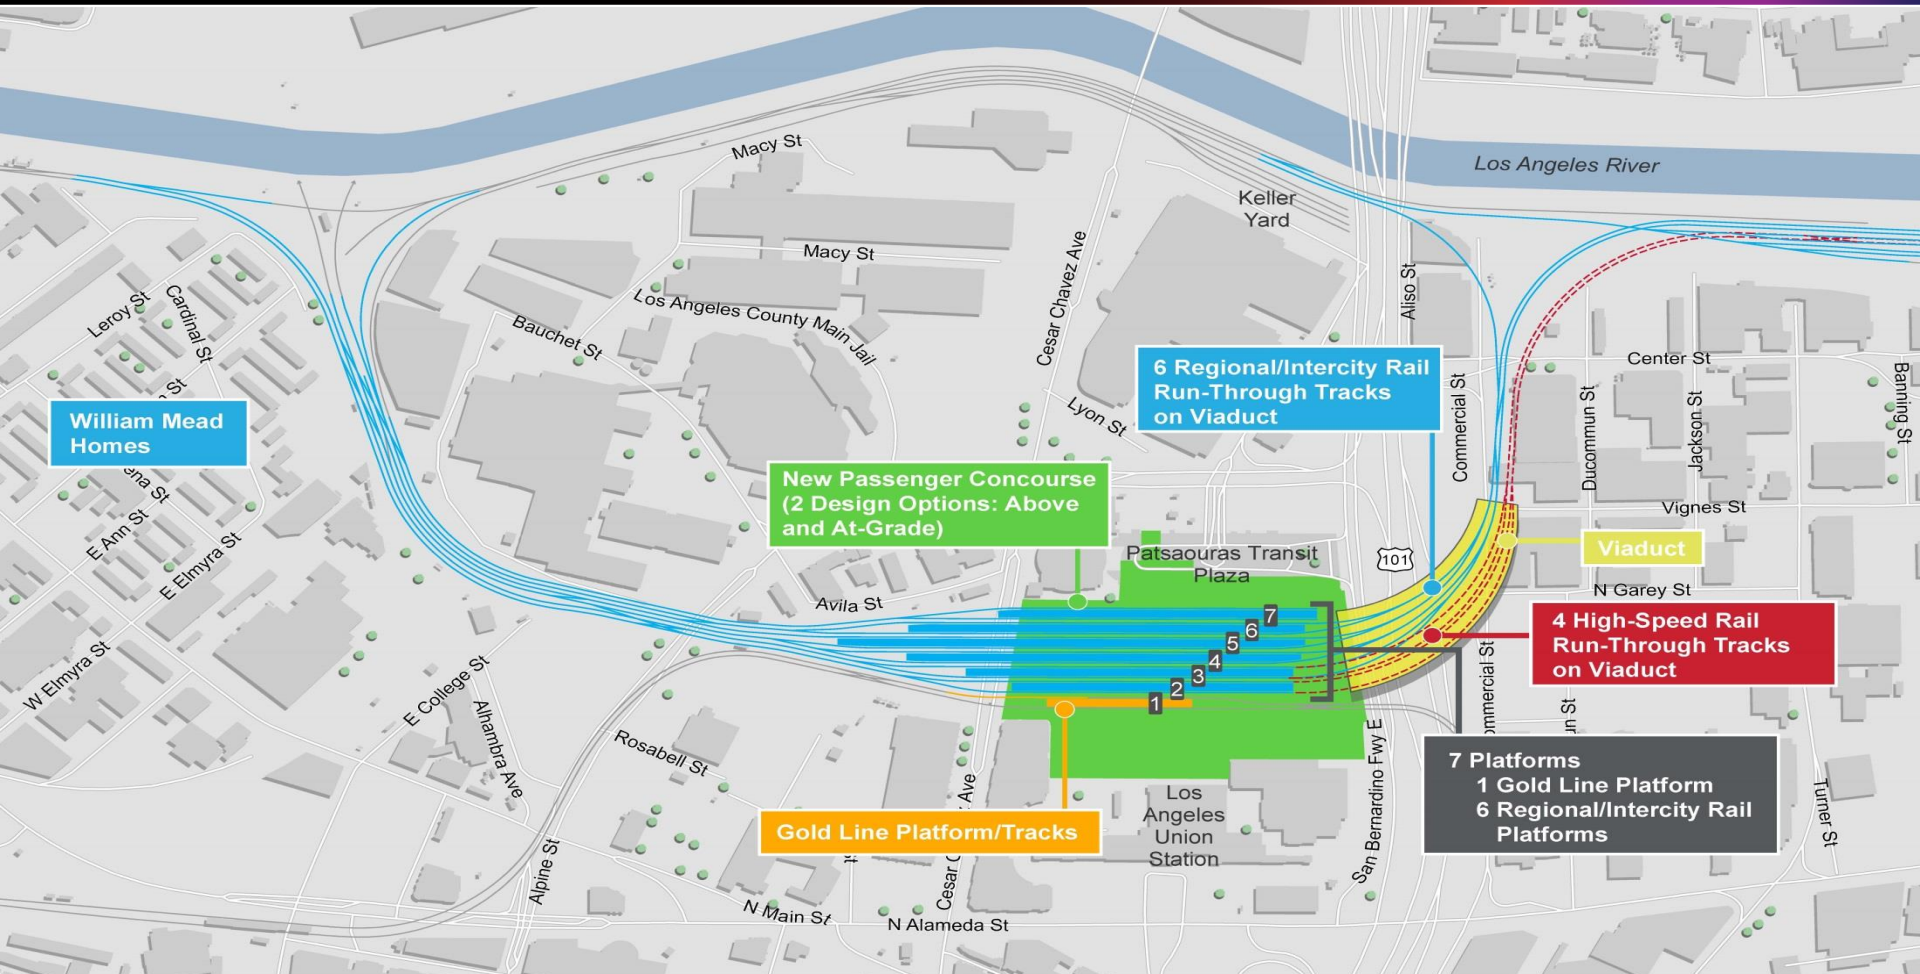 Los Angeles River
Macy St
Keller
Yard
Macy St
Cesar Chavez Ave
Aliso St
Leroy St
Cardinal St
Los Angeles County Main Jail
Bauchet St
6 Regional/Intercity Rail
Run-Through Tracks
on Viaduct
Center St
Commercial St
Ducommun St
Jackson St
Banning St
Lyon St
William Mead
Homes
New Passenger Concourse
(2 Design Options: Above
and At-Grade)
Vignes St
E Ann St
E Elmyra St
Patsaouras Transit
Plaza
101
Viaduct
N Garey St
Avila St
7
6
5
4
3
2
1
4 High-Speed Rail
Run-Through Tracks
on Viaduct
W Elmyra St
E College St
Alhambra Ave
Rosabell St
7 Platforms
1 Gold Line Platform
6 Regional/Intercity Rail
Platforms
Gold Line Platform/Tracks
Los
Angeles
Union
Station
San Bernardino Fwy E
Turner St
Alpine St
N Main St
N Alameda St